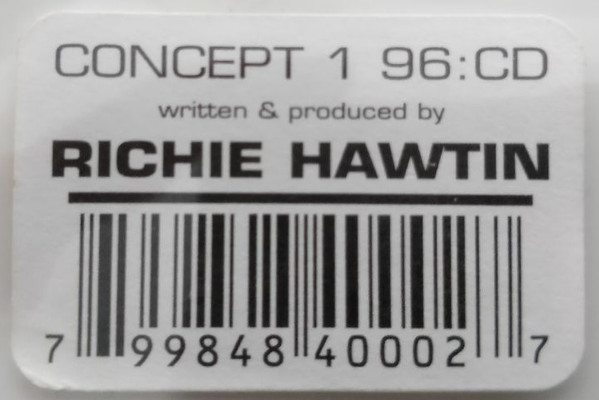 CONCEPT 1 96:CD
written & produced by
RICHIE HAWTIN
7 99848 40002 7